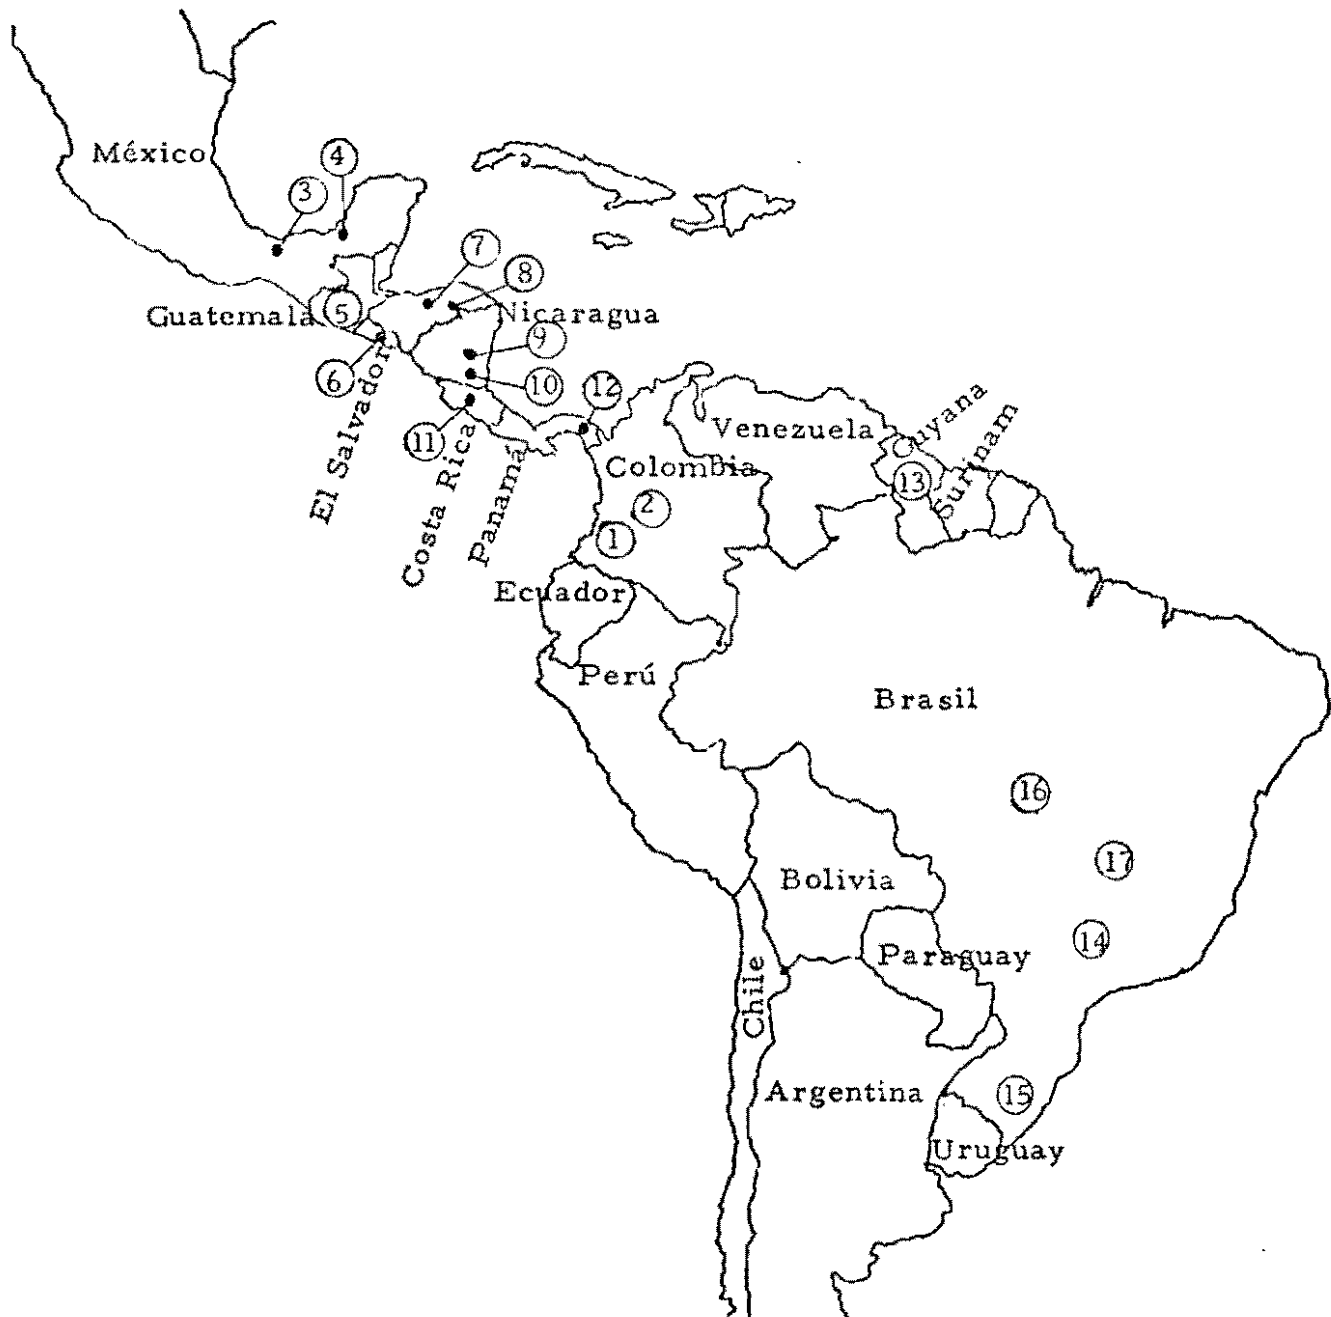 México
4
3
7
8
Guatemala
5
Nicaragua
9
6
10
12
El Salvador
11
Costa Rica
Panamá
Venezuela
Guyana
Surinam
Colombia
13
2
1
Ecuador
Perú
Brasil
16
17
Bolivia
14
Paraguay
Chile
Argentina
15
Uruguay